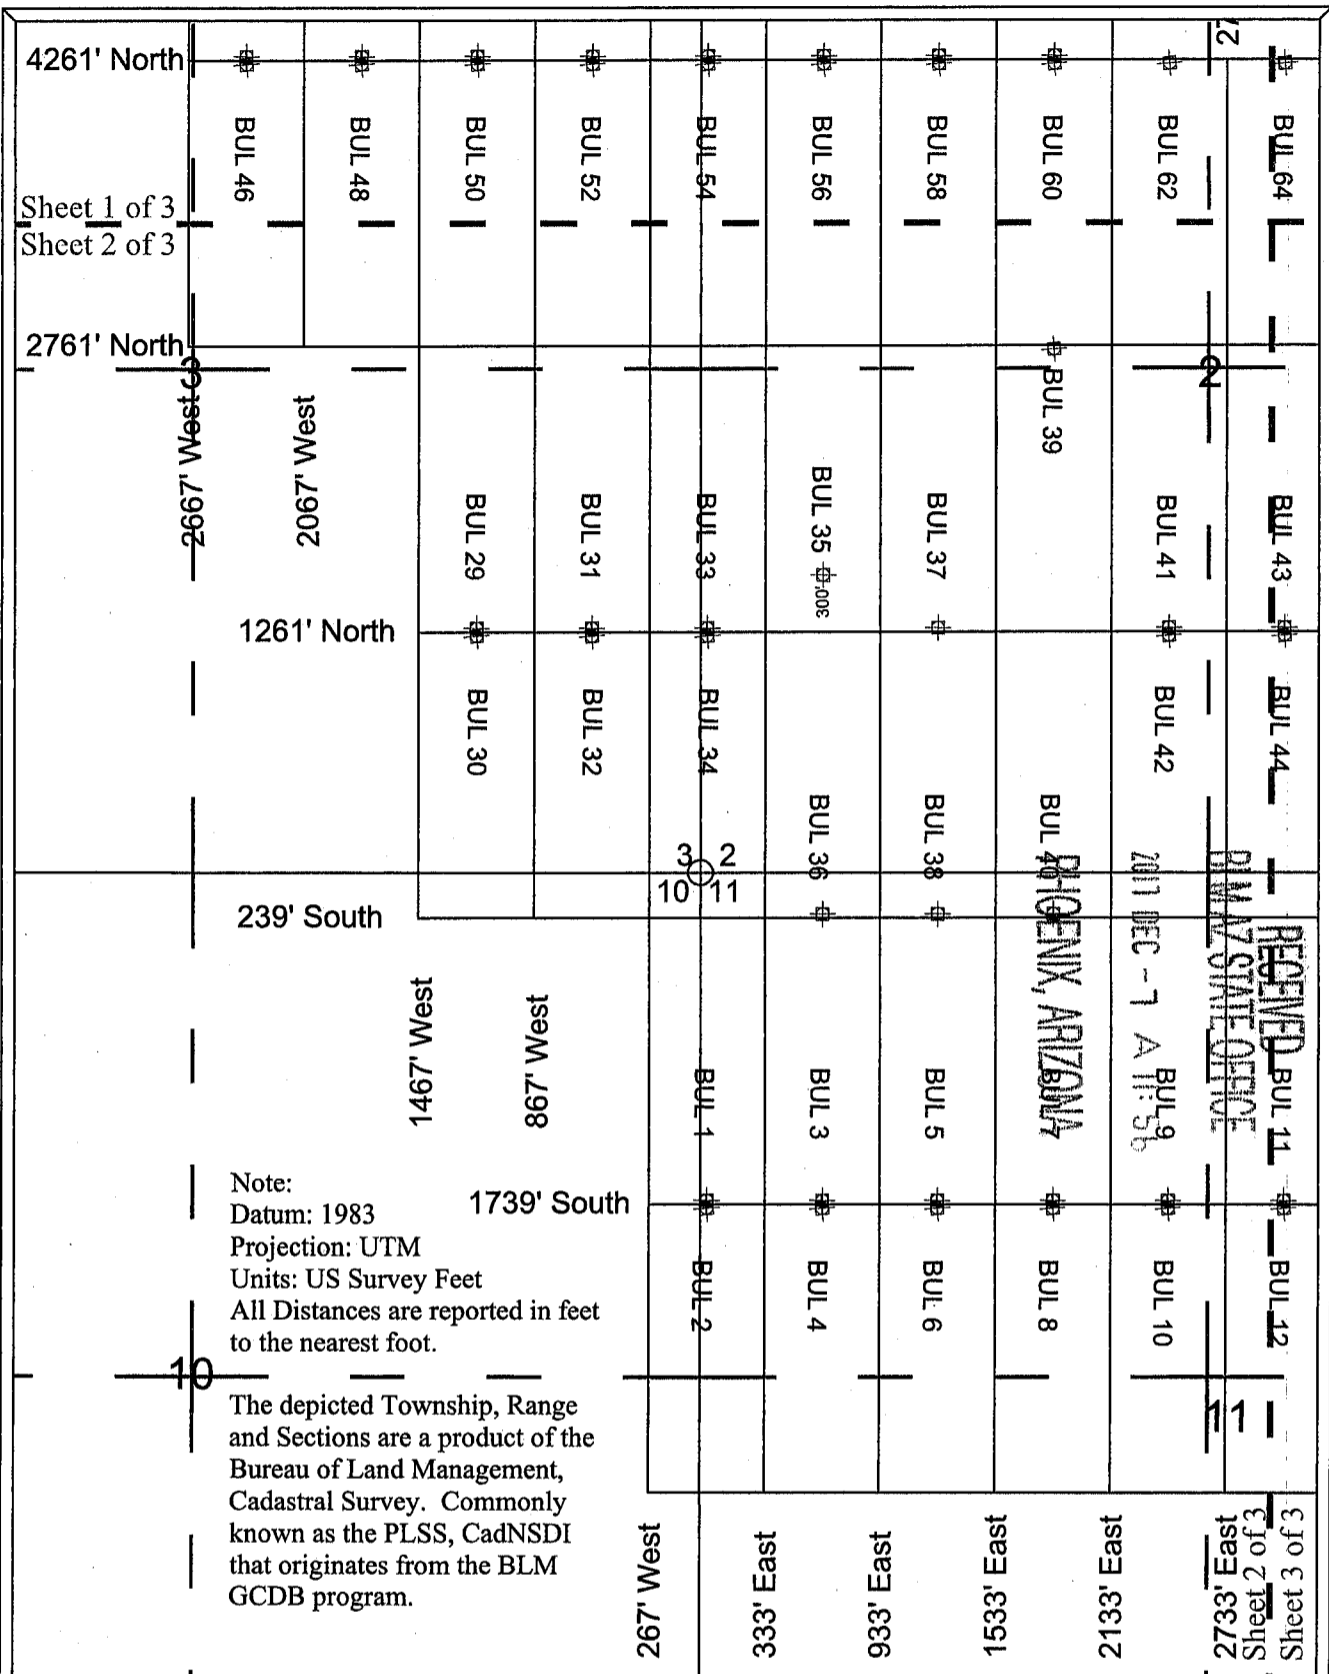 4261' North
BUL 46
BUL 48
BUL 50
BUL 52
BUL 54
BUL 56
BUL 58
BUL 60
BUL 62
BUL 64
27
Sheet 1 of 3
Sheet 2 of 3
2761' North
2667' West
2067' West
2
BUL 39
BUL 29
BUL 31
BUL 33
BUL 35
300'
BUL 37
BUL 41
BUL 43
1261' North
BUL 30
BUL 32
BUL 34
BUL 36
BUL 38
BUL 42
BUL 44
3 2
10 11
239' South
1467' West
867' West
RECEIVED
BLM AZ STATE OFFICE
2017 DEC -7 A 11:56
PHOENIX, ARIZONA
BUL 1
BUL 3
BUL 5
BUL 9
BUL 11
1739' South
BUL 2
BUL 4
BUL 6
BUL 8
BUL 10
BUL 12
Note:
Datum: 1983
Projection: UTM
Units: US Survey Feet
All Distances are reported in feet
to the nearest foot.
10
11
The depicted Township, Range
and Sections are a product of the
Bureau of Land Management,
Cadastral Survey. Commonly
known as the PLSS, CadNSDI
that originates from the BLM
GCDB program.
267' West
333' East
933' East
1533' East
2133' East
2733' East
Sheet 2 of 3
Sheet 3 of 3